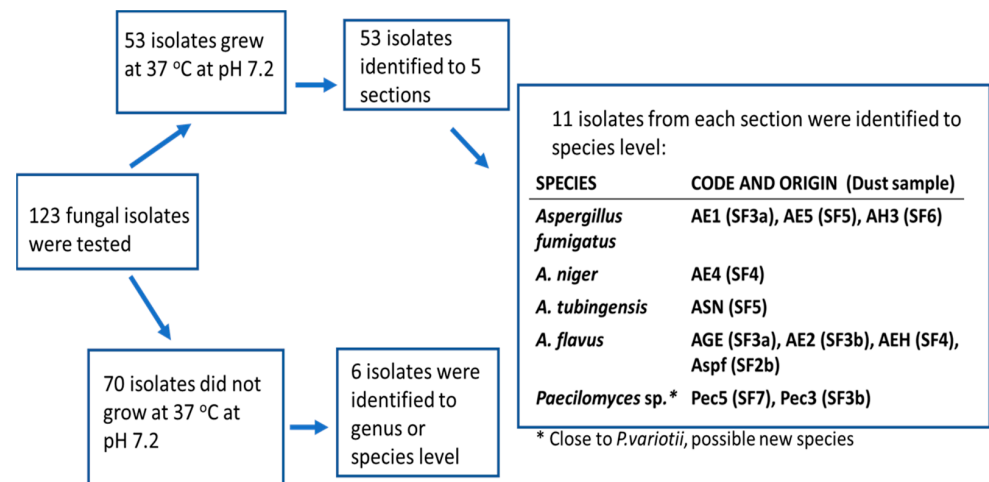 53 isolates grew
at 37 °C at pH 7.2
53 isolates
identified to 5
sections
123 fungal isolates
were tested
70 isolates did not
grow at 37 °C at
pH 7.2
6 isolates were
identified to
genus or
species level
11 isolates from each section were identified to
species level:
SPECIES CODE AND ORIGIN (Dust sample)
Aspergillus AE1 (SF3a), AE5 (SF5), AH3 (SF6)
fumigatus
A. niger AE4 (SF4)
A. tubingensis ASN (SF5)
A. flavus AGE (SF3a), AE2 (SF3b), AEH (SF4),
Aspf (SF2b)
Paecilomyces sp.* Pec5 (SF7), Pec3 (SF3b)
* Close to P.variotii, possible new species